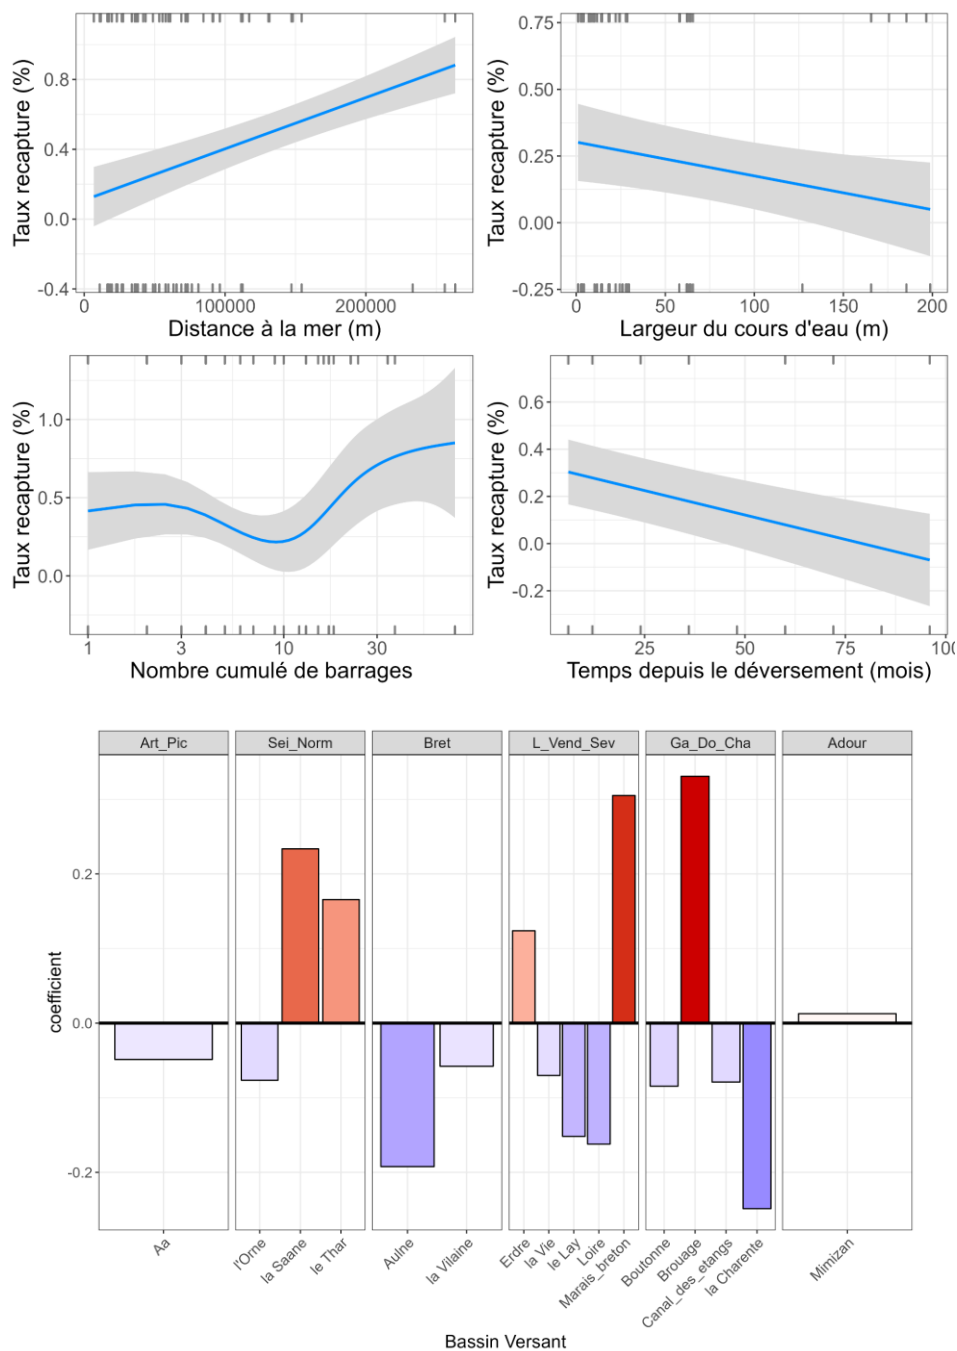 0.8
0.4
0.0
-0.4
Taux recapture (%)
0
100000
200000
Distance à la mer (m)
0.75
0.50
0.25
0.00
-0.25
Taux recapture (%)
0
50
100
150
200
Largeur du cours d'eau (m)
1.0
0.5
0.0
Taux recapture (%)
1
3
10
30
Nombre cumulé de barrages
0.6
0.4
0.2
0.0
-0.2
Taux recapture (%)
25
50
75
100
Temps depuis le déversement (mois)
Art_Pic
Sei_Norm
Bret
L_Vend_Sev
Ga_Do_Cha
Adour
0.2
0.0
-0.2
coefficient
Aa
l'Orne
la Saane
le Thar
Aulne
la Vilaine
Erdre
la Vie
le Lay
Loire
Marais_breton
Boutonne
Brouage
Canal_des_etangs
la Charente
Mimizan
Bassin Versant